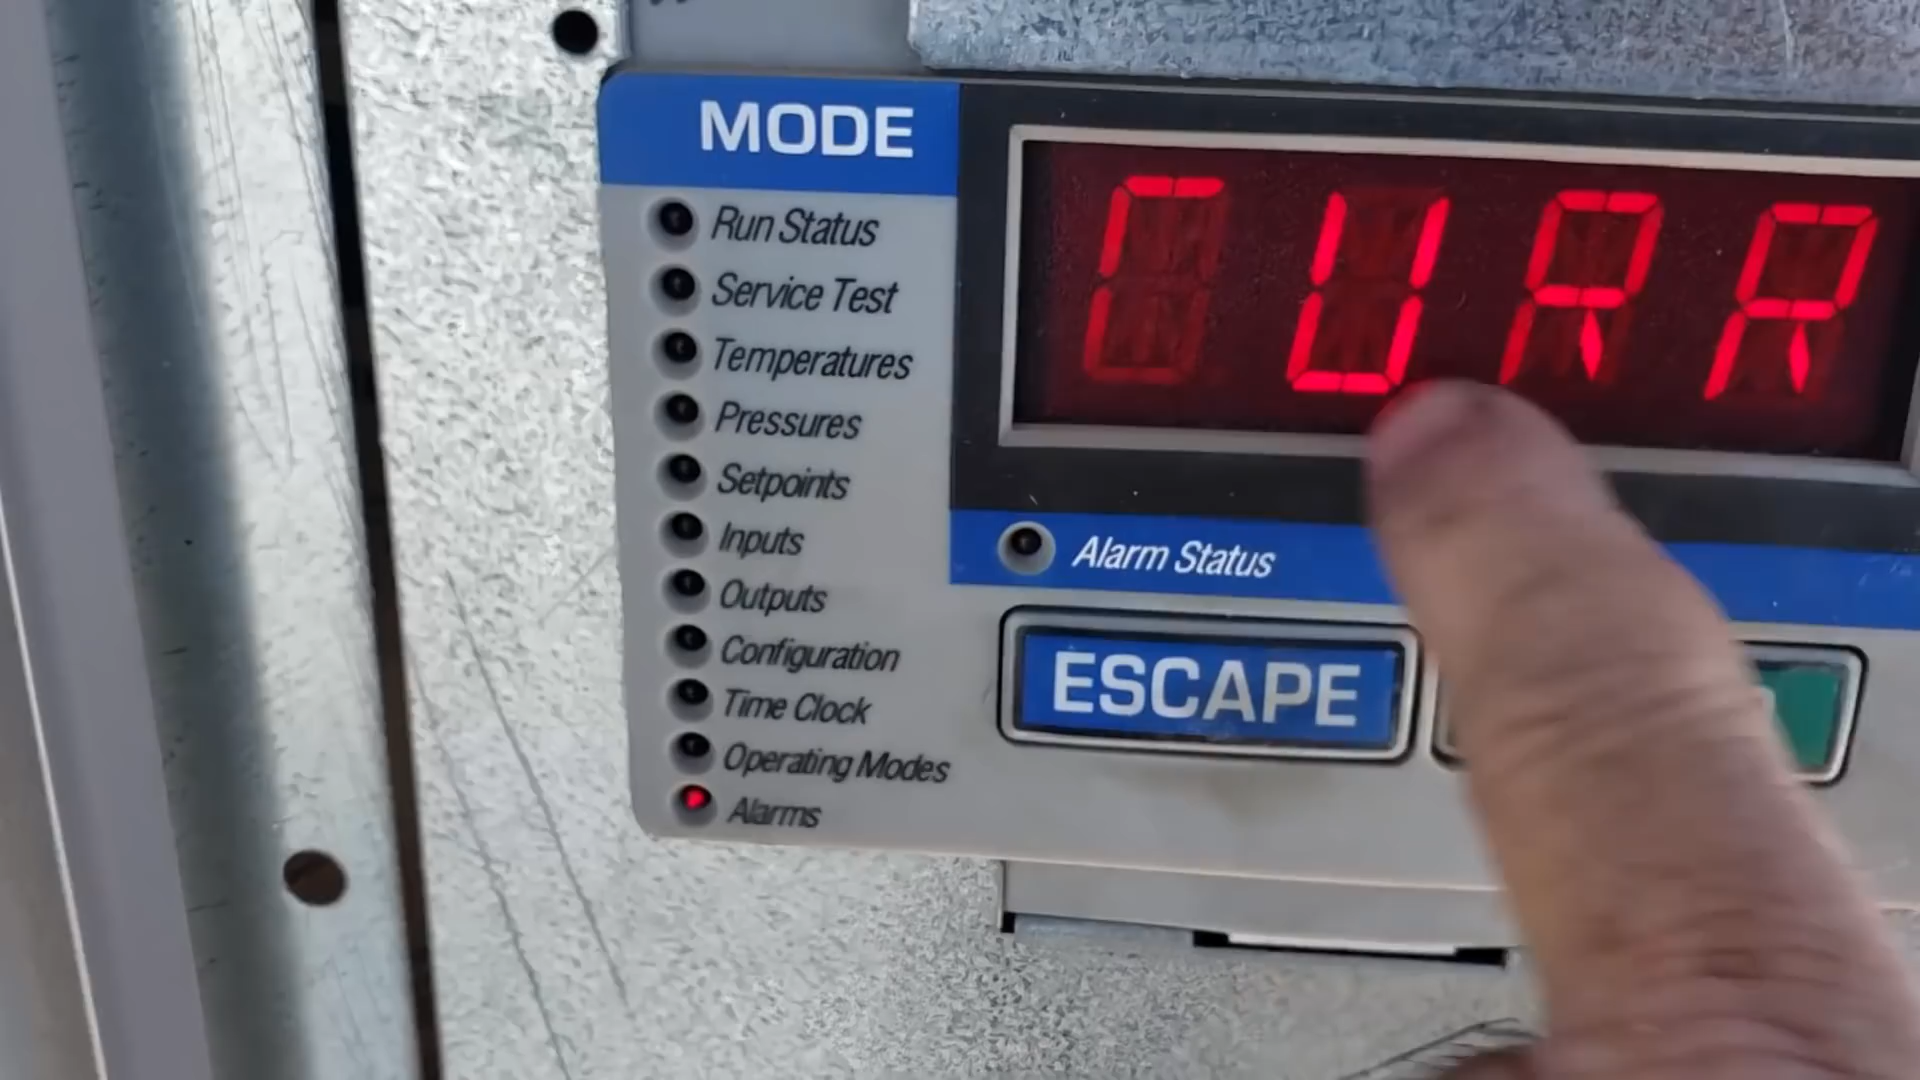 MODE
Run Status
Service Test
Temperatures
Pressures
Setpoints
Inputs
Outputs
Configuration
Time Clock
Operating Modes
Alarms
CURR
Alarm Status
ESCAPE